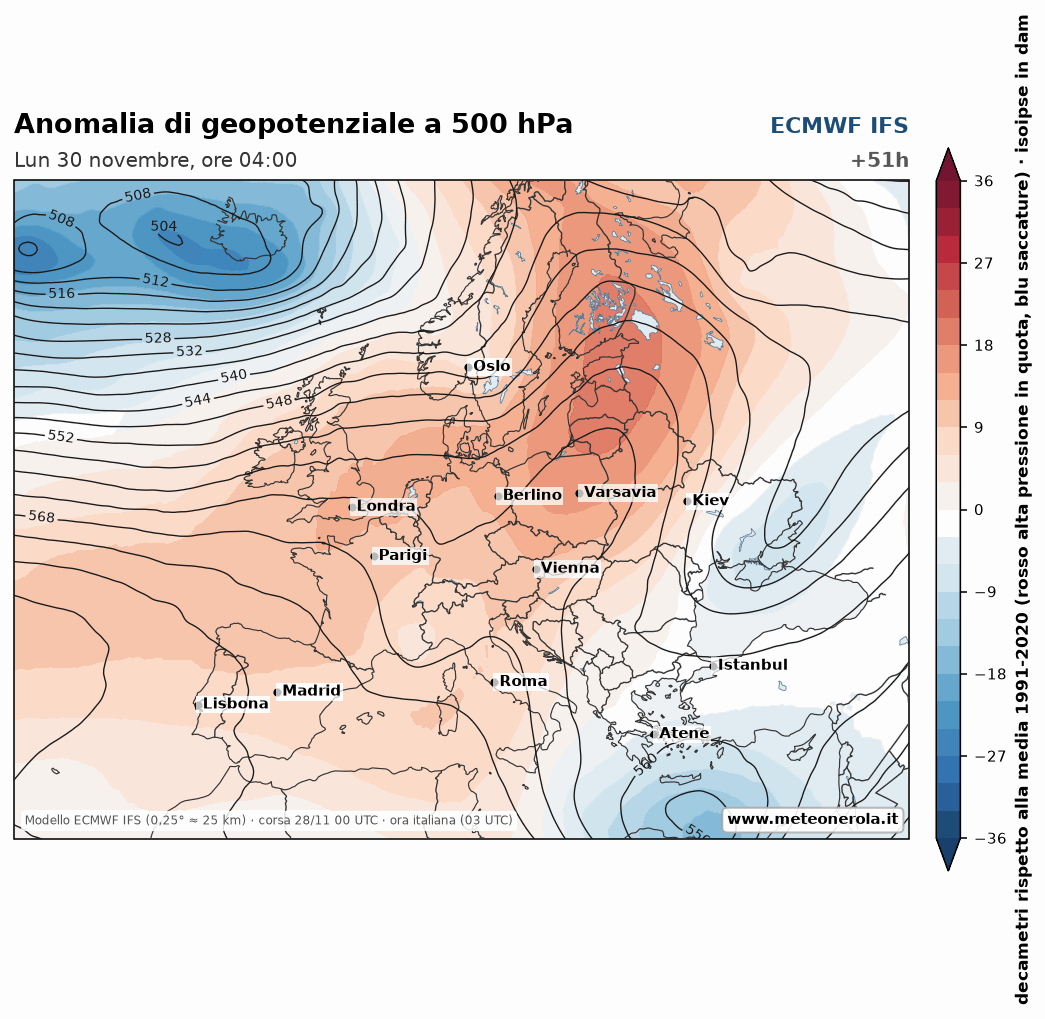 Anomalia di geopotenziale a 500 hPa
ECMWF IFS
Lun 30 novembre, ore 04:00
+51h
508
508
504
512
516
528
532
540
544
548
552
568
Oslo
Londra
Berlino
Varsavia
Kiev
Parigi
Vienna
Istanbul
Roma
Madrid
Lisbona
Atene
560
Modello ECMWF IFS (0,25° ≈ 25 km) · corsa 28/11 00 UTC · ora italiana (03 UTC)
www.meteonerola.it
36
27
18
9
0
−9
−18
−27
−36
decametri rispetto alla media 1991-2020 (rosso alta pressione in quota, blu saccature) · isoipse in dam